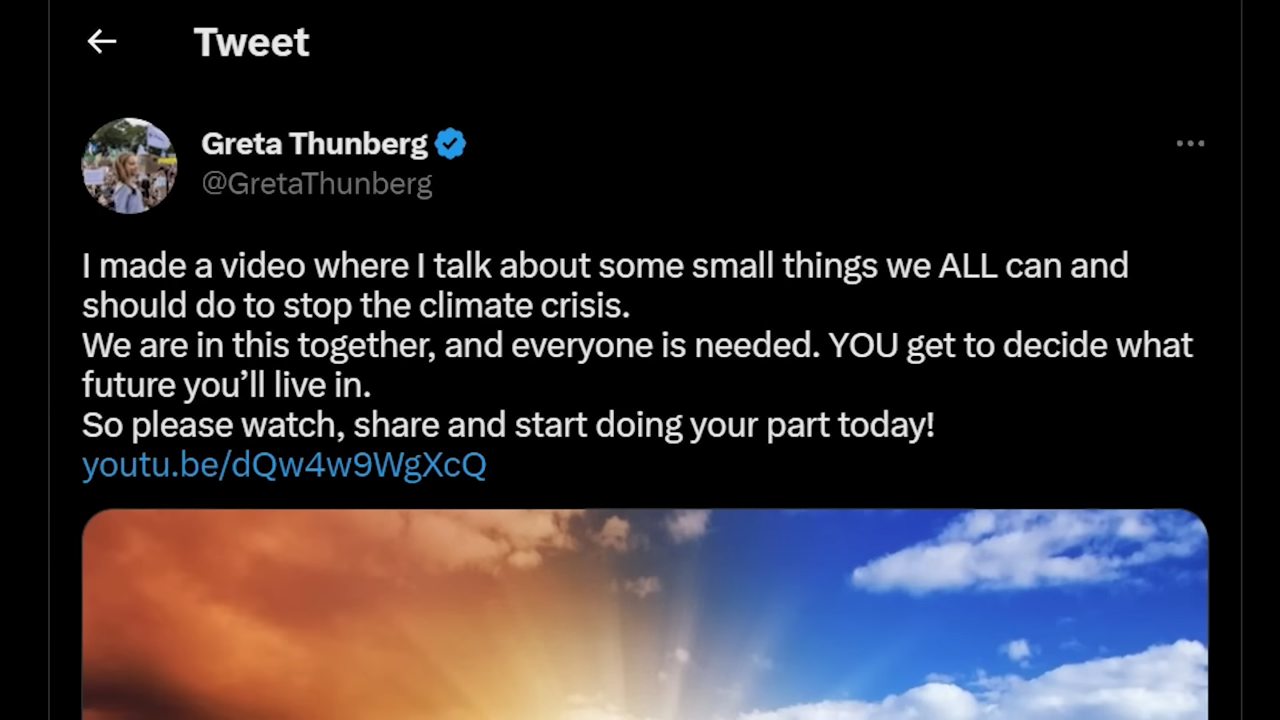 Tweet
Greta Thunberg
@GretaThunberg
I made a video where I talk about some small things we ALL can and
should do to stop the climate crisis.
We are in this together, and everyone is needed. YOU get to decide what
future you’ll live in.
So please watch, share and start doing your part today!
youtu.be/dQw4w9WgXcQ